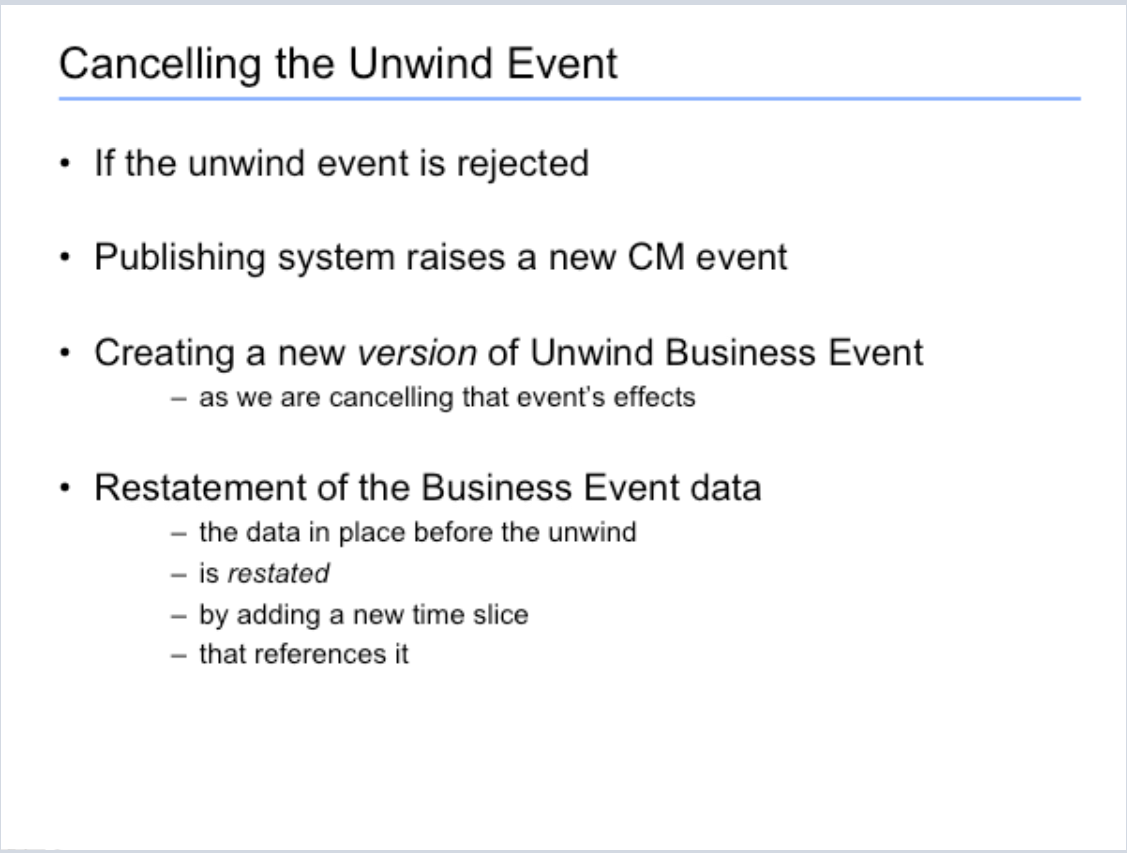 Cancelling the Unwind Event
• If the unwind event is rejected
• Publishing system raises a new CM event
• Creating a new version of Unwind Business Event
– as we are cancelling that event's effects
• Restatement of the Business Event data
– the data in place before the unwind
– is restated
– by adding a new time slice
– that references it